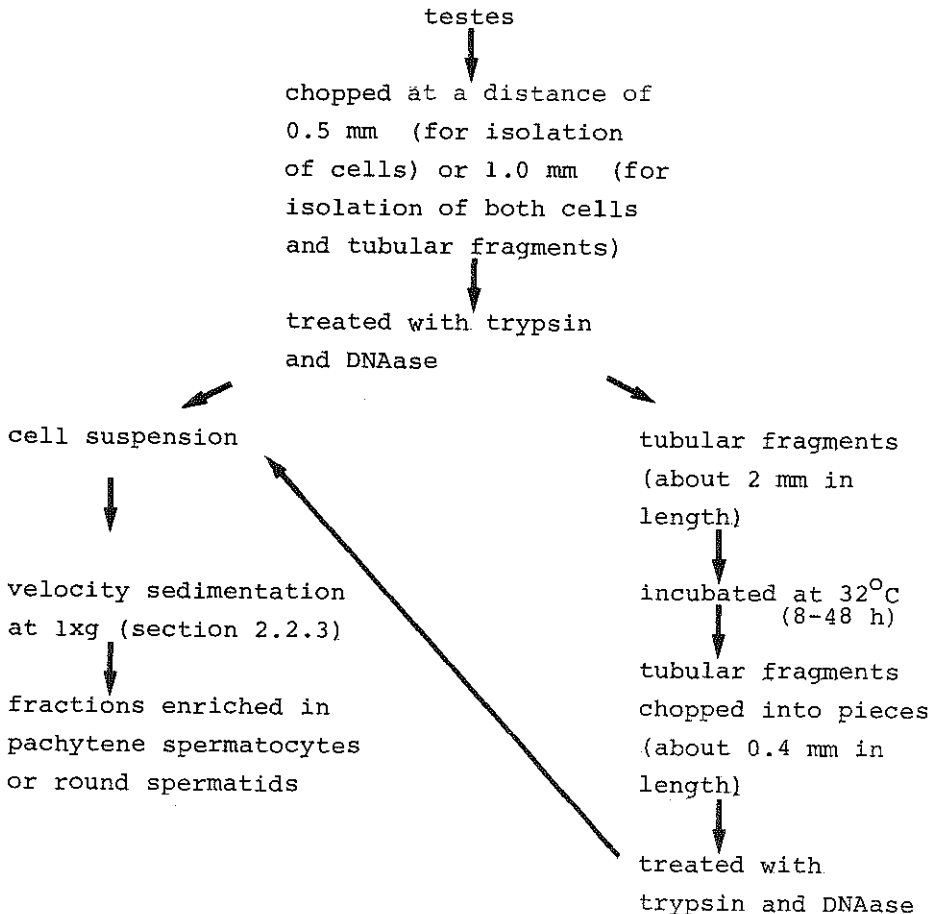 testes
chopped at a distance of
0.5 mm (for isolation
of cells) or 1.0 mm (for
isolation of both cells
and tubular fragments)
treated with trypsin
and DNAase
cell suspension
velocity sedimentation
at 1xg (section 2.2.3)
fractions enriched in
pachytene spermatocytes
or round spermatids
tubular fragments
(about 2 mm in
length)
incubated at 32°C
(8-48 h)
tubular fragments
chopped into pieces
(about 0.4 mm in
length)
treated with
trypsin and DNAase